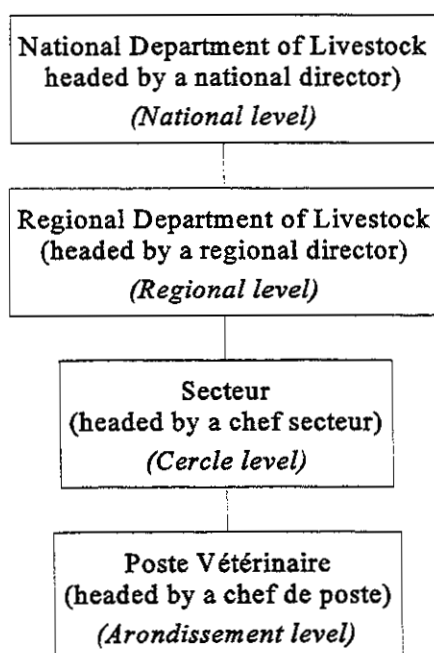 National Department of Livestock
headed by a national director)
(National level)
Regional Department of Livestock
(headed by a regional director)
(Regional level)
Secteur
(headed by a chef secteur)
(Cercle level)
Poste Vétérinaire
(headed by a chef de poste)
(Arondissement level)